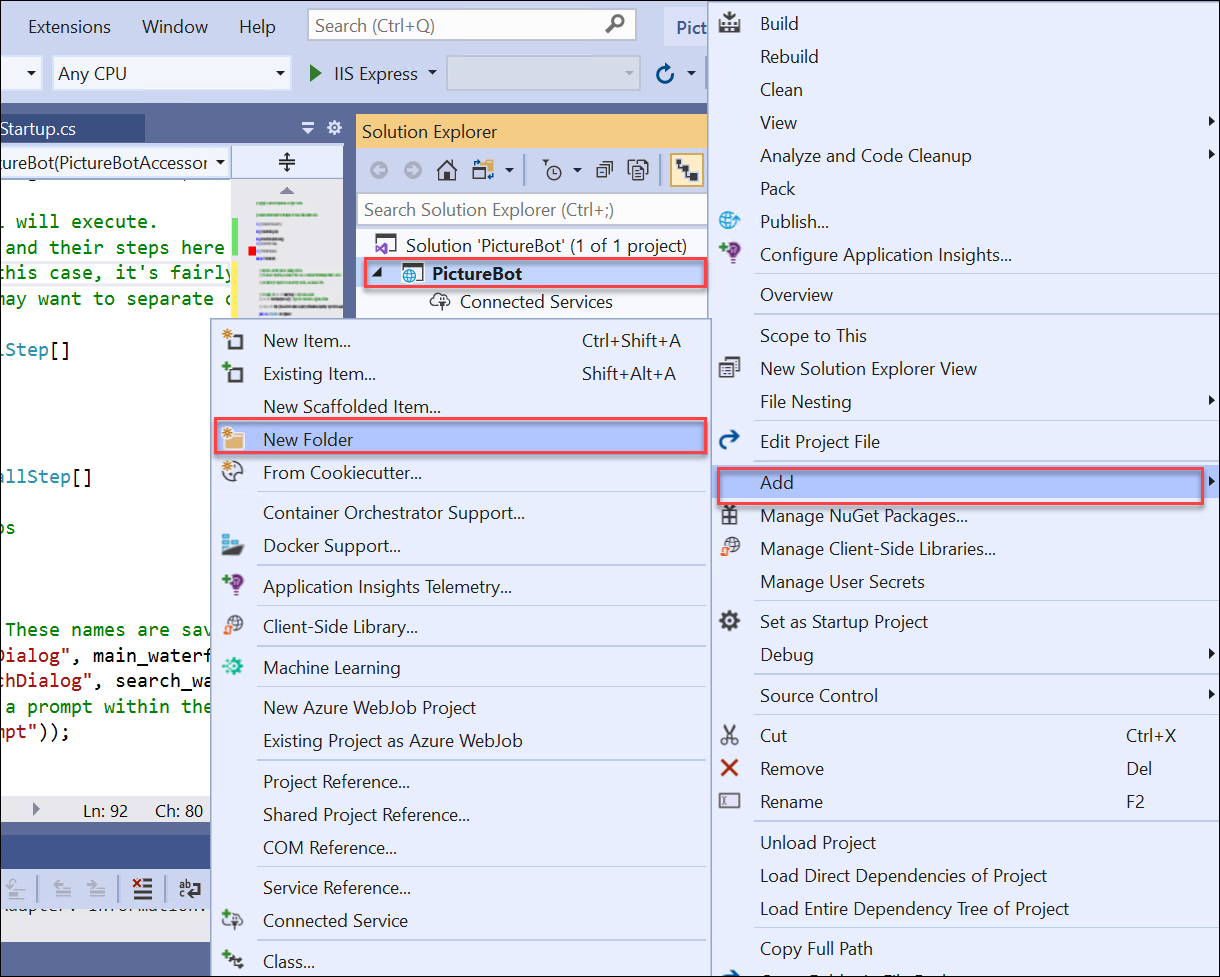 Extensions Window Help Search (Ctrl+Q) Pict
Any CPU IIS Express
Startup.cs
ureBot(PictureBotAccessor
l will execute.
and their steps here
this case, it's fairly
may want to separate
Step[]
allStep[]
os
These names are sav
Dialog", main_waterf
chDialog", search_wa
a prompt within the
mpt"));
Ln: 92 Ch: 80
Solution Explorer
Search Solution Explorer (Ctrl+;)
Solution 'PictureBot' (1 of 1 project)
PictureBot
Connected Services
New Item... Ctrl+Shift+A
Existing Item... Shift+Alt+A
New Scaffolded Item...
New Folder
From Cookiecutter...
Container Orchestrator Support...
Docker Support...
Application Insights Telemetry...
Client-Side Library...
Machine Learning
New Azure WebJob Project
Existing Project as Azure WebJob
Project Reference...
Shared Project Reference...
COM Reference...
Service Reference...
Connected Service
Class...
Build
Rebuild
Clean
View
Analyze and Code Cleanup
Pack
Publish...
Configure Application Insights...
Overview
Scope to This
New Solution Explorer View
File Nesting
Edit Project File
Add
Manage NuGet Packages...
Manage Client-Side Libraries...
Manage User Secrets
Set as Startup Project
Debug
Source Control
Cut Ctrl+X
Remove Del
Rename F2
Unload Project
Load Direct Dependencies of Project
Load Entire Dependency Tree of Project
Copy Full Path